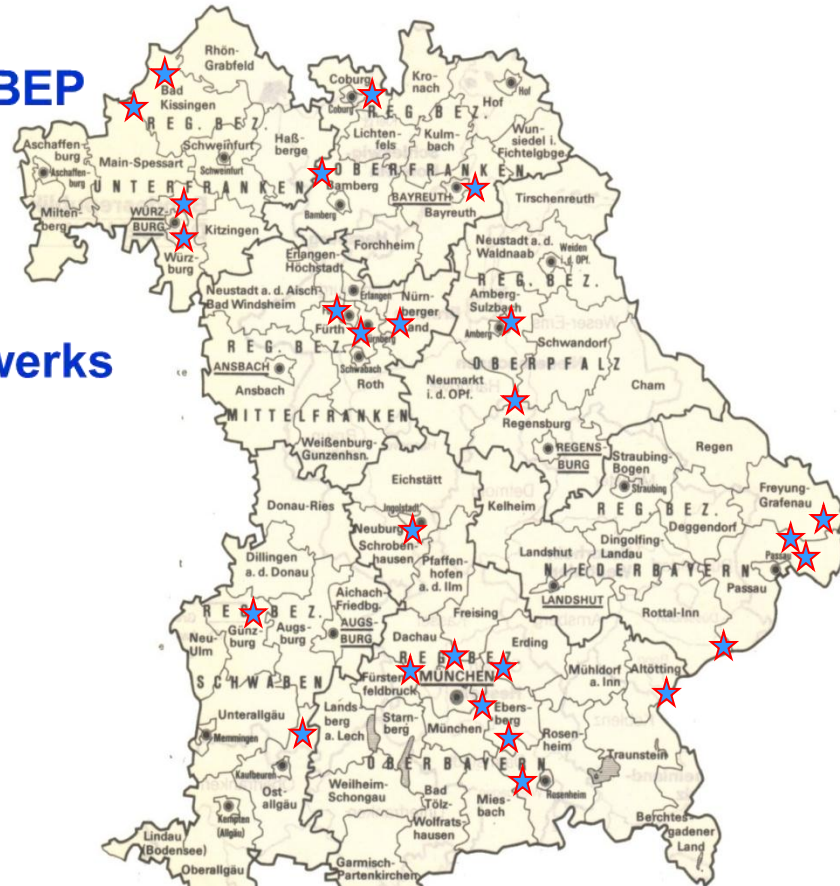 BEP
werks
Rhön-
Grabfeld
Bad
Kissingen
REG. BEZ.
UNTERFRANKEN
Aschaffen-
burg
Aschaffen-
burg
Main-Spessart
Schweinfurt
Schweinfurt
Haß-
berge
Milten-
berg
WÜRZ-
BURG
Kitzingen
Würz-
burg
Coburg
Coburg
Kro-
nach
Hof
Hof
REG. BEZ.
OBERFRANKEN
Lichten-
fels
Kulm-
bach
Wun-
siedel i.
Fichtelgbge.
Bamberg
Bamberg
BAYREUTH
Bayreuth
Forchheim
Tirschenreuth
Neustadt a. d.
Waldnaab
Weiden
i. d. OPf.
REG. BEZ.
OBERPFALZ
Amberg-
Sulzbach
Amberg
Schwandorf
Cham
Neumarkt
i. d. OPf.
Regensburg
REGENS-
BURG
Erlangen-
Höchstadt
Neustadt a. d. Aisch-
Bad Windsheim
Erlangen
Nürn-
berger
Land
Fürth
REG. BEZ.
MITTELFRANKEN
ANSBACH
Ansbach
Schwabach
Roth
Weißenburg-
Gunzenhsn.
Eichstätt
Ingolstadt
Neuburg-
Schroben-
hausen
Pfaffen-
hofen
a. d. Ilm
Kelheim
Straubing-
Bogen
Straubing
Regen
Freyung-
Grafenau
REG. BEZ.
NIEDERBAYERN
Deggendorf
Dingolfing-
Landau
Landshut
LANDSHUT
Passau
Passau
Rottal-Inn
Donau-Ries
Dillingen
a. d. Donau
Aichach-
Friedbg.
REG. BEZ.
SCHWABEN
Günz-
burg
Augs-
burg
AUGS-
BURG
Neu-
Ulm
Unterallgäu
Memmingen
Kaufbeuren
Ost-
allgäu
Kempten
(Allgäu)
Lindau
(Bodensee)
Oberallgäu
Freising
Dachau
Erding
REG. BEZ.
OBERBAYERN
Fürsten-
feldbruck
MÜNCHEN
Mühldorf
a. Inn
Altötting
Lands-
berg
a. Lech
Starn-
berg
München
Ebers-
berg
Rosen-
heim
Rosenheim
Traunstein
Weilheim-
Schongau
Bad
Tölz-
Wolfrats
hausen
Mies-
bach
Berchtes-
gadener
Land
Garmisch-
Partenkirchen